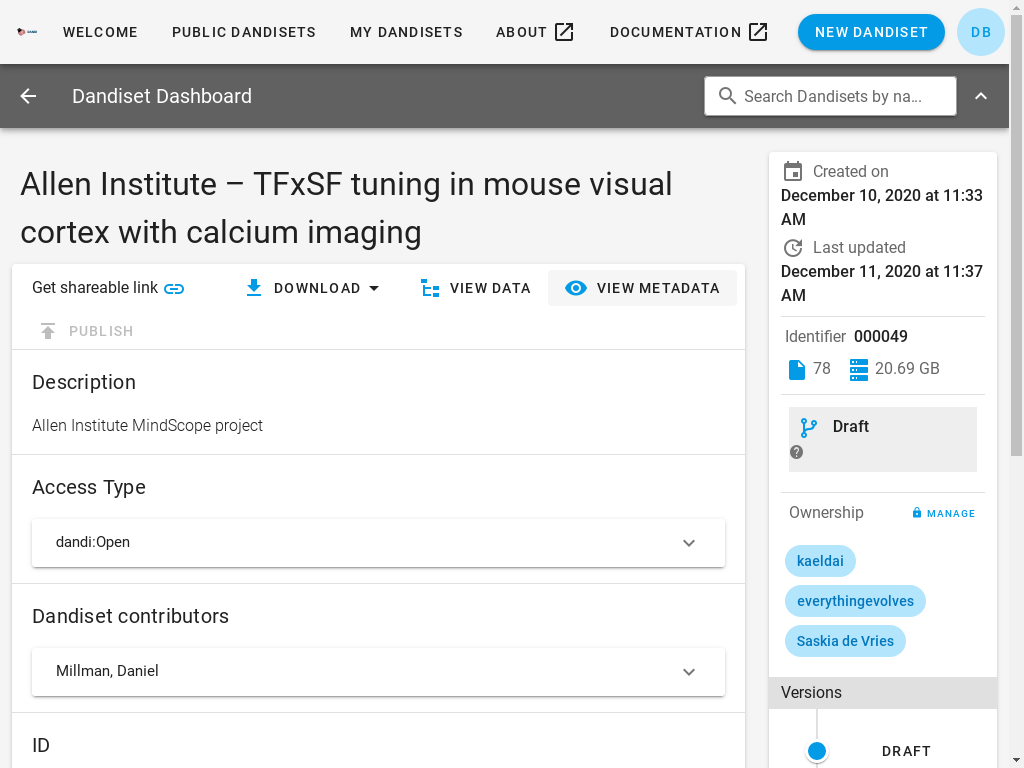 WELCOME PUBLIC DANDISETS MY DANDISETS ABOUT DOCUMENTATION NEW DANDISET DB
Dandiset Dashboard Search Dandisets by na...
Allen Institute – TFxSF tuning in mouse visual
cortex with calcium imaging
Get shareable link DOWNLOAD VIEW DATA VIEW METADATA
PUBLISH
Description
Allen Institute MindScope project
Access Type
dandi:Open
Dandiset contributors
Millman, Daniel
ID
Created on
December 10, 2020 at 11:33
AM
Last updated
December 11, 2020 at 11:37
AM
Identifier 000049
78 20.69 GB
Draft
Ownership MANAGE
kaeldai
everythingevolves
Saskia de Vries
Versions
DRAFT